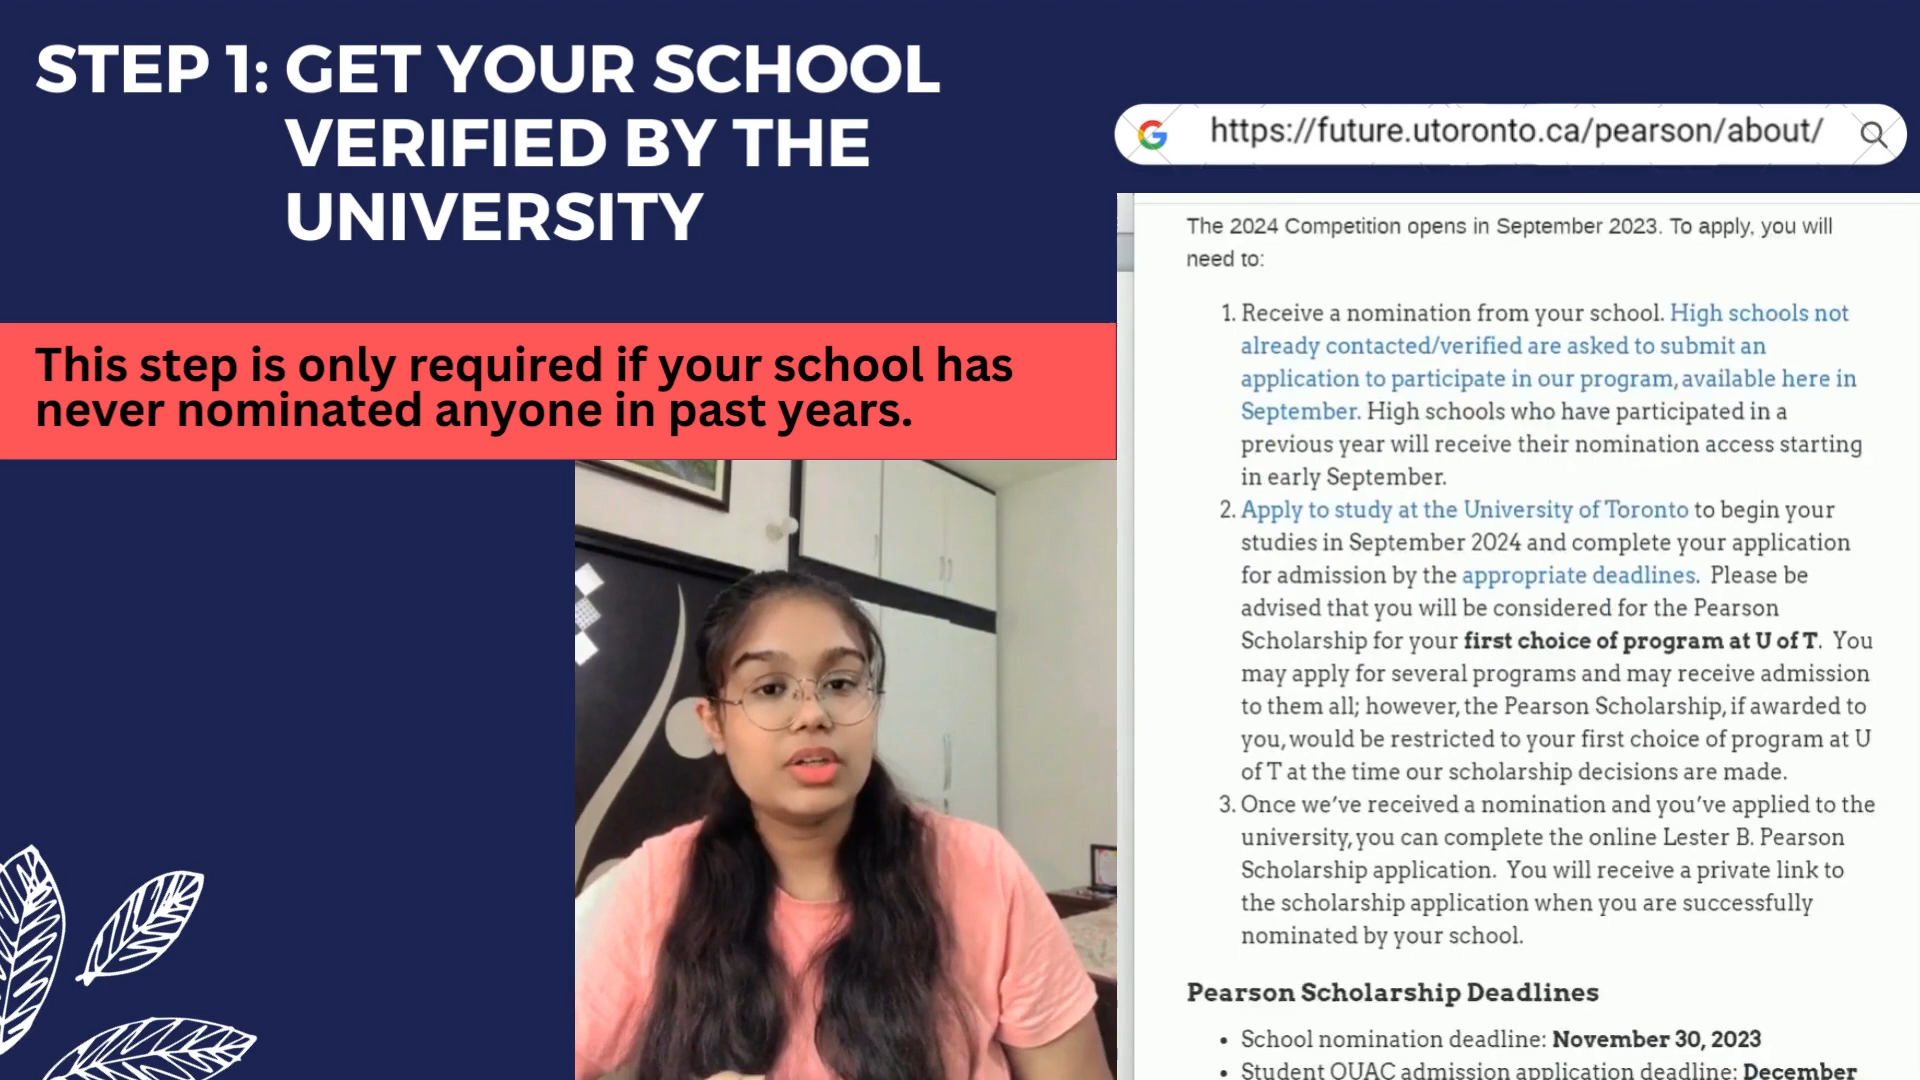 STEP 1: GET YOUR SCHOOL
VERIFIED BY THE
UNIVERSITY
This step is only required if your school has
never nominated anyone in past years.
https://future.utoronto.ca/pearson/about/
The 2024 Competition opens in September 2023. To apply, you will
need to:
1. Receive a nomination from your school. High schools not
already contacted/verified are asked to submit an
application to participate in our program, available here in
September. High schools who have participated in a
previous year will receive their nomination access starting
in early September.
2. Apply to study at the University of Toronto to begin your
studies in September 2024 and complete your application
for admission by the appropriate deadlines. Please be
advised that you will be considered for the Pearson
Scholarship for your first choice of program at U of T. You
may apply for several programs and may receive admission
to them all; however, the Pearson Scholarship, if awarded to
you, would be restricted to your first choice of program at U
of T at the time our scholarship decisions are made.
3. Once we've received a nomination and you've applied to the
university, you can complete the online Lester B. Pearson
Scholarship application. You will receive a private link to
the scholarship application when you are successfully
nominated by your school.
Pearson Scholarship Deadlines
• School nomination deadline: November 30, 2023
• Student OUAC admission application deadline: December